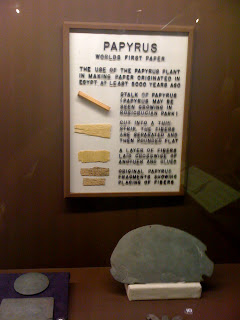 PAPYRUS
WORLDS FIRST PAPER
THE USE OF THE PAPYRUS PLANT
IN MAKING PAPER ORIGINATED IN
EGYPT AT LEAST 5000 YEARS AGO
STALK OF PAPYRUS
(PAPYRUS MAY BE
SEEN GROWING IN
ROSICRUCIAN PARK)
CUT INTO A THIN
STRIP, THE FIBERS
ARE SEPARATED AND
THEN POUNDED FLAT
A LAYER OF FIBERS
LAID CROSSWISE OF
ANOTHER AND GLUED
ORIGINAL PAPYRUS
FRAGMENTS SHOWING
PLACING OF FIBERS